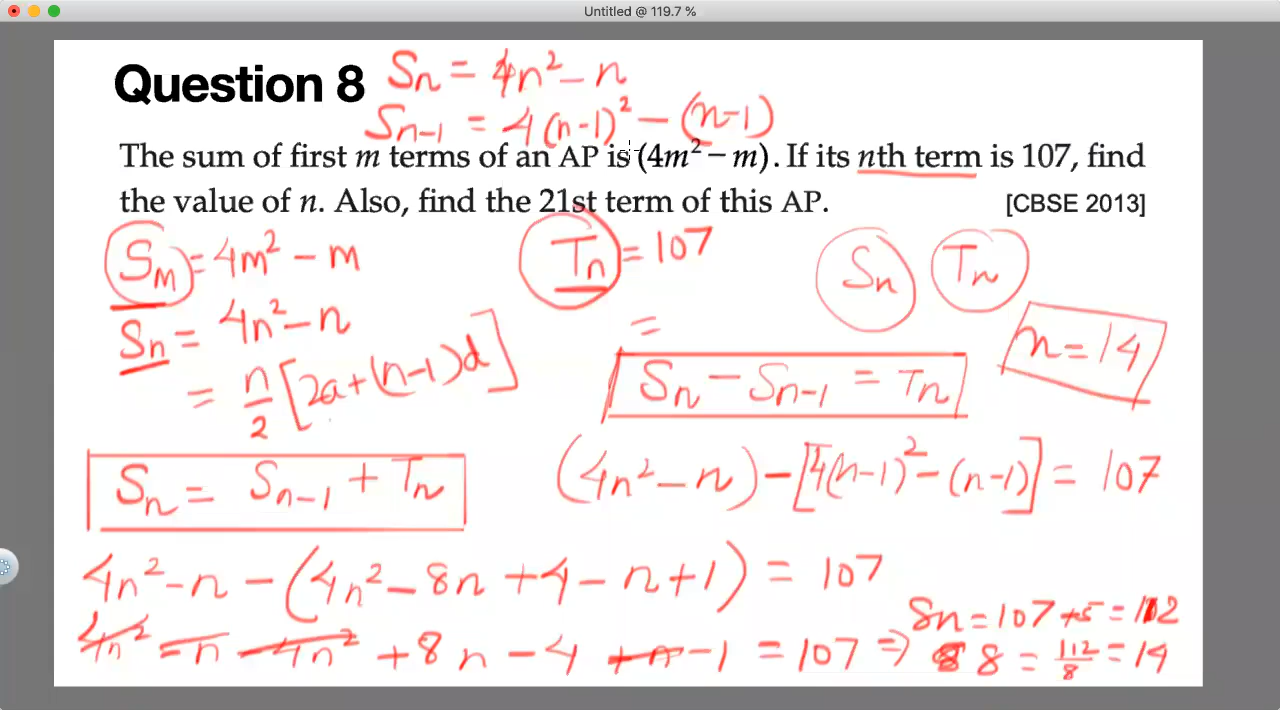 Untitled @ 119.7 %
Question 8
Sn = 4n² - n
Sn-1 = 4(n-1)² - (n-1)
The sum of first m terms of an AP is (4m² − m). If its nth term is 107, find
the value of n. Also, find the 21st term of this AP. [CBSE 2013]
Sm = 4m² - m
Tn = 107
Sn Tn
Sn = 4n² - n
=
n = 14
= n/2 [2a + (n-1)d]
Sn - Sn-1 = Tn
Sn = Sn-1 + Tn
(4n² - n) - [4(n-1)² - (n-1)] = 107
4n² - n - (4n² - 8n + 4 - n + 1) = 107
4n² - n - 4n² + 8n - 4 + n - 1 = 107 ⇒
8n = 107 + 5 = 112
8 = 112/8 = 14